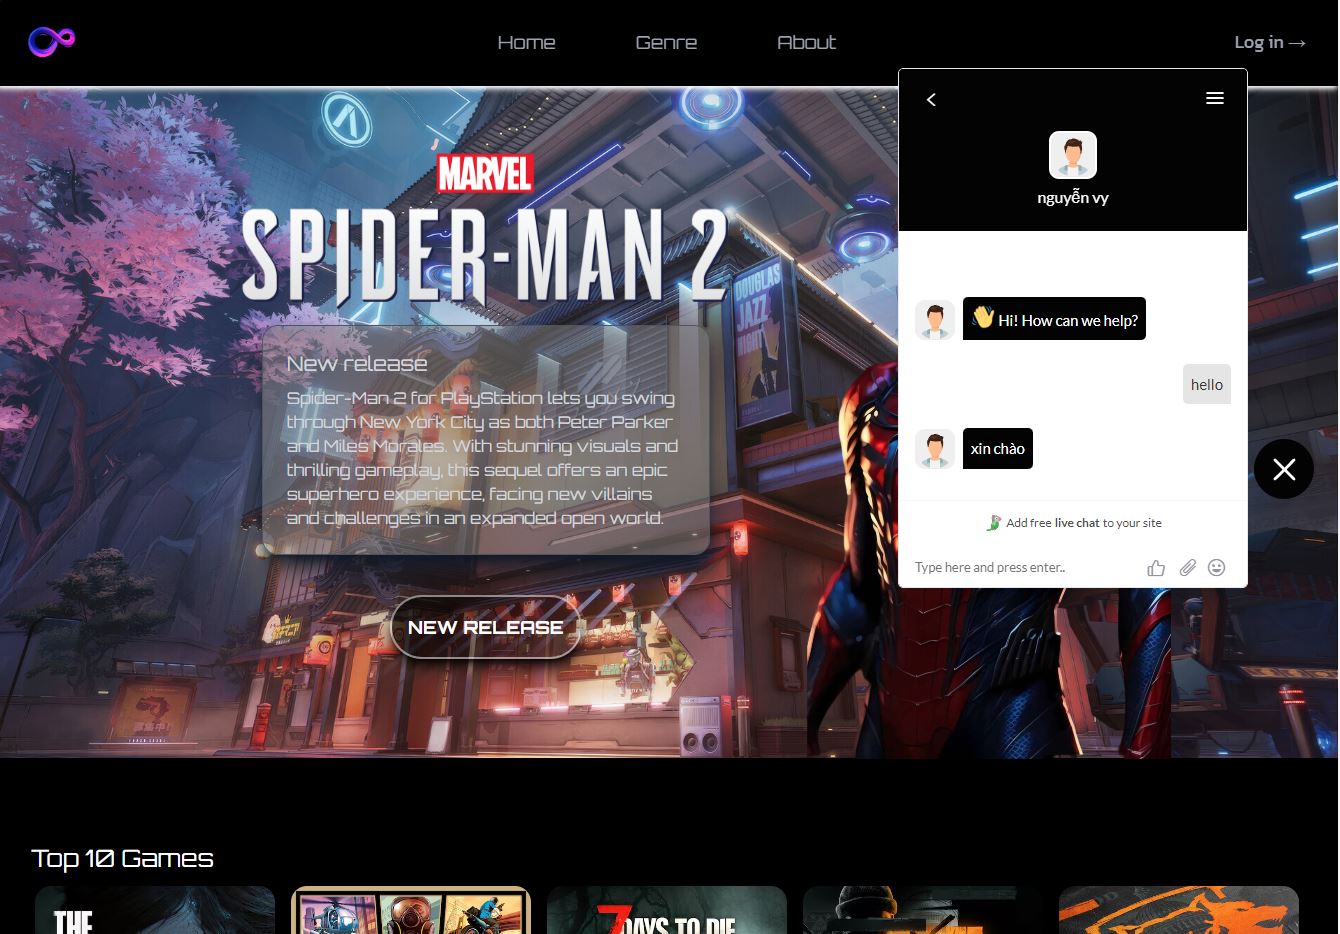 Home
Genre
About
Log in →
MARVEL
SPIDER-MAN 2
New release
Spider-Man 2 for PlayStation lets you swing
through New York City as both Peter Parker
and Miles Morales. With stunning visuals and
thrilling gameplay, this sequel offers an epic
superhero experience, facing new villains
and challenges in an expanded open world.
NEW RELEASE
DOUGLAS
JAZZ
NIGHT
nguyễn vy
👋 Hi! How can we help?
hello
xin chào
Add free live chat to your site
Type here and press enter..
Top 10 Games
THE
7 DAYS TO DIE